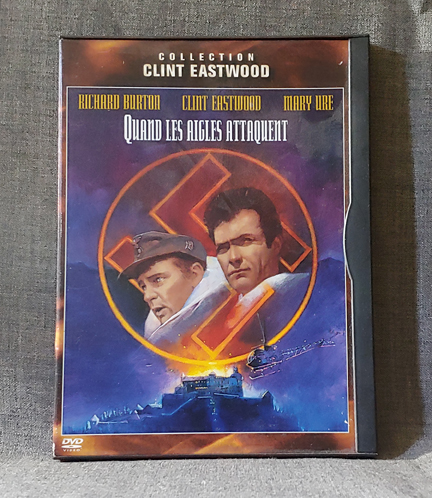 COLLECTION
CLINT EASTWOOD
RICHARD BURTON CLINT EASTWOOD MARY URE
QUAND LES AIGLES ATTAQUENT
DVD
VIDEO